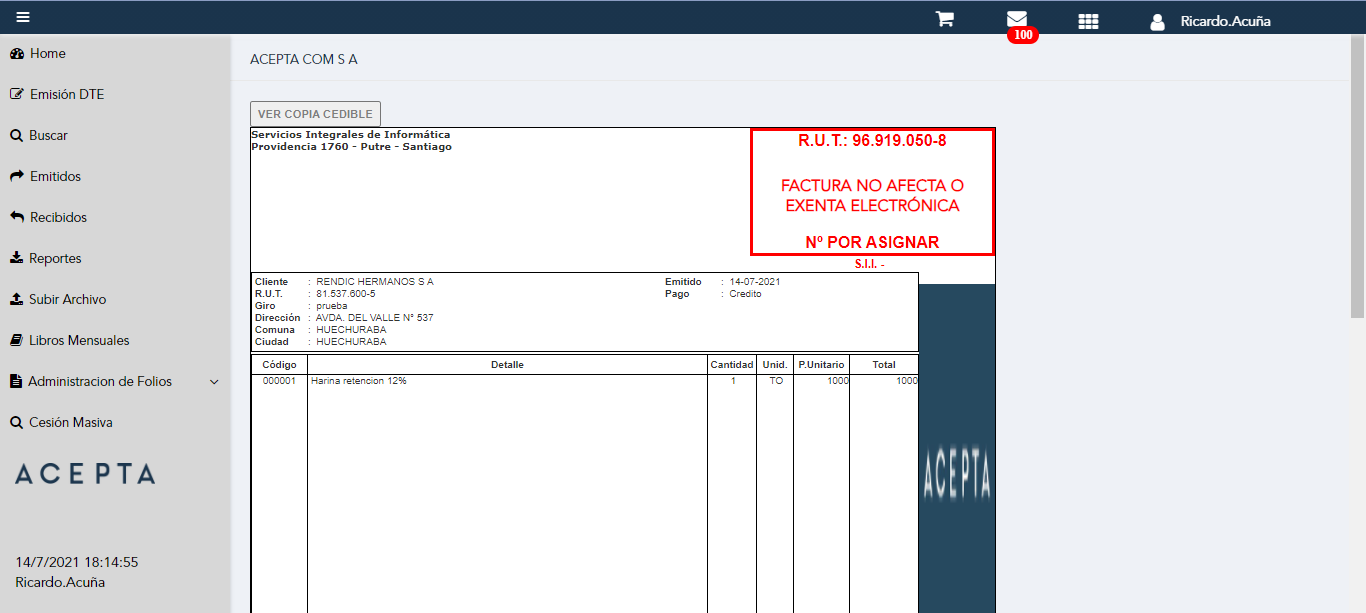 Ricardo.Acuña
100
Home
Emisión DTE
Buscar
Emitidos
Recibidos
Reportes
Subir Archivo
Libros Mensuales
Administracion de Folios
Cesión Masiva
ACEPTA
14/7/2021 18:14:55
Ricardo.Acuña
ACEPTA COM S A
VER COPIA CEDIBLE
Servicios Integrales de Informática
Providencia 1760 - Putre - Santiago
R.U.T.: 96.919.050-8
FACTURA NO AFECTA O
EXENTA ELECTRÓNICA
Nº POR ASIGNAR
S.I.I. -
Cliente : RENDIC HERMANOS S A Emitido : 14-07-2021
R.U.T. : 81.537.600-5 Pago : Credito
Giro : prueba
Dirección : AVDA. DEL VALLE N° 537
Comuna : HUECHURABA
Ciudad : HUECHURABA
Código Detalle Cantidad Unid. P.Unitario Total
000001 Harina retencion 12% 1 TO 1000 1000
ACEPTA